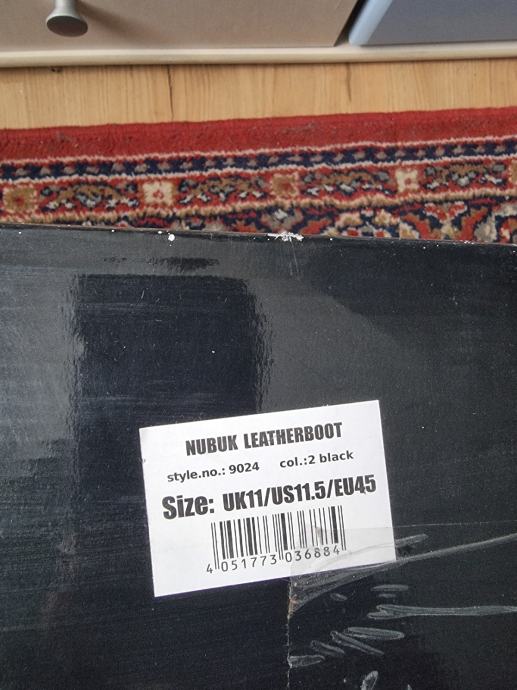 NUBUK LEATHERBOOT
style.no.: 9024 col.:2 black
Size: UK11/US11.5/EU45
4 051773 036884